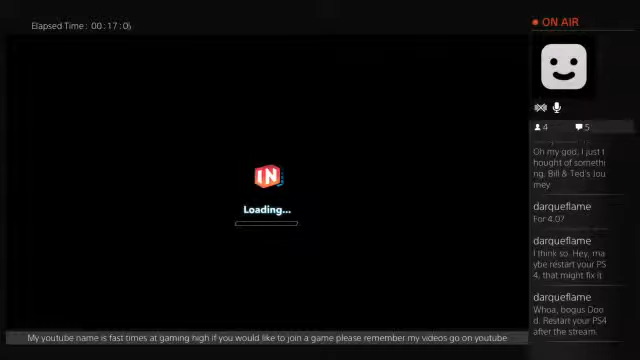 Elapsed Time : 00:17:05
ON AIR
4
5
Oh my god, I just t
hought of somethi
ng. Bill & Ted's Jou
rney
darqueflame
For 4.0?
darqueflame
I think so. Hey, ma
ybe restart your PS
4, that might fix it
darqueflame
Whoa, bogus Doo
d. Restart your PS4
after the stream.
IN
Loading...
My youtube name is fast times at gaming high if you would like to join a game please remember my videos go on youtube